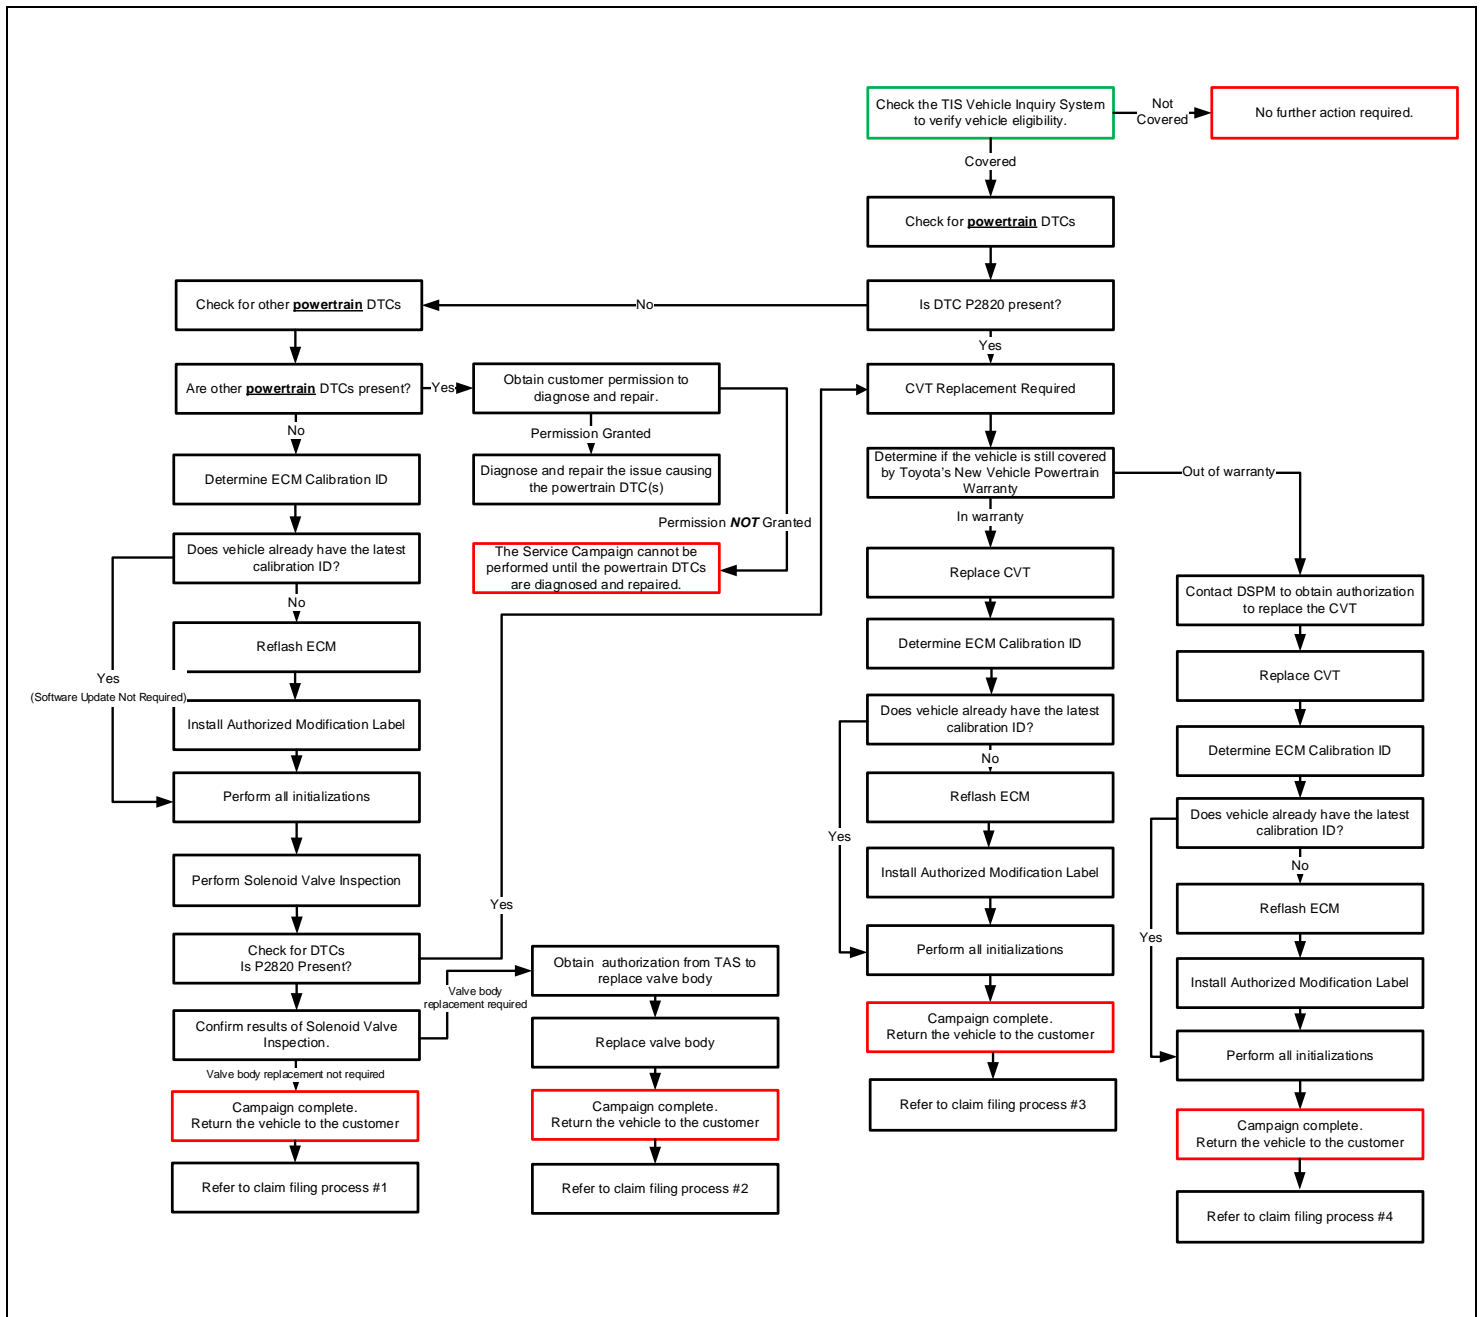 Check the TIS Vehicle Inquiry System
to verify vehicle eligibility.
Not
Covered
No further action required.
Covered
Check for powertrain DTCs
Is DTC P2820 present?
No
Check for other powertrain DTCs
Yes
Are other powertrain DTCs present?
Yes
Obtain customer permission to
diagnose and repair.
CVT Replacement Required
No
Permission Granted
Determine ECM Calibration ID
Diagnose and repair the issue causing
the powertrain DTC(s)
Determine if the vehicle is still covered
by Toyota's New Vehicle Powertrain
Warranty
Out of warranty
In warranty
Permission NOT Granted
Does vehicle already have the latest
calibration ID?
The Service Campaign cannot be
performed until the powertrain DTCs
are diagnosed and repaired.
Replace CVT
Contact DSPM to obtain authorization
to replace the CVT
No
Reflash ECM
Determine ECM Calibration ID
Yes
(Software Update Not Required)
Replace CVT
Install Authorized Modification Label
Does vehicle already have the latest
calibration ID?
Determine ECM Calibration ID
No
Perform all initializations
Reflash ECM
Does vehicle already have the latest
calibration ID?
Yes
No
Perform Solenoid Valve Inspection
Install Authorized Modification Label
Yes
Reflash ECM
Check for DTCs
Is P2820 Present?
Perform all initializations
Yes
Obtain  authorization from TAS to
replace valve body
Valve body
replacement required
Install Authorized Modification Label
Confirm results of Solenoid Valve
Inspection.
Replace valve body
Campaign complete.
Return the vehicle to the customer
Perform all initializations
Valve body replacement not required
Campaign complete.
Return the vehicle to the customer
Campaign complete.
Return the vehicle to the customer
Refer to claim filing process #3
Campaign complete.
Return the vehicle to the customer
Refer to claim filing process #1
Refer to claim filing process #2
Refer to claim filing process #4